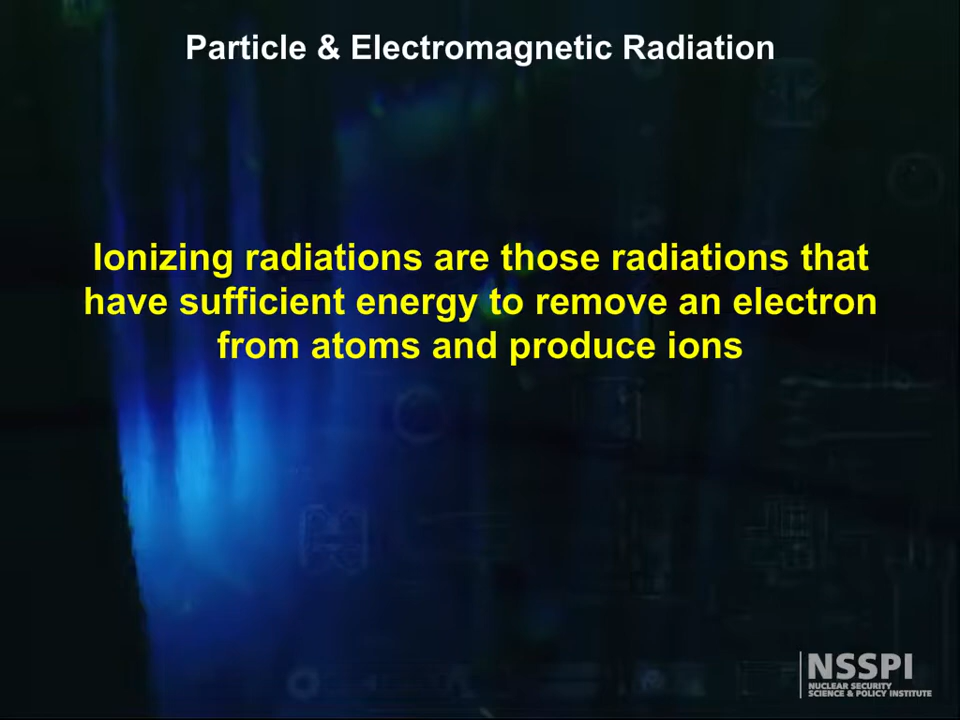 Particle & Electromagnetic Radiation
Ionizing radiations are those radiations that
have sufficient energy to remove an electron
from atoms and produce ions
NSSPI
NUCLEAR SECURITY
SCIENCE & POLICY INSTITUTE